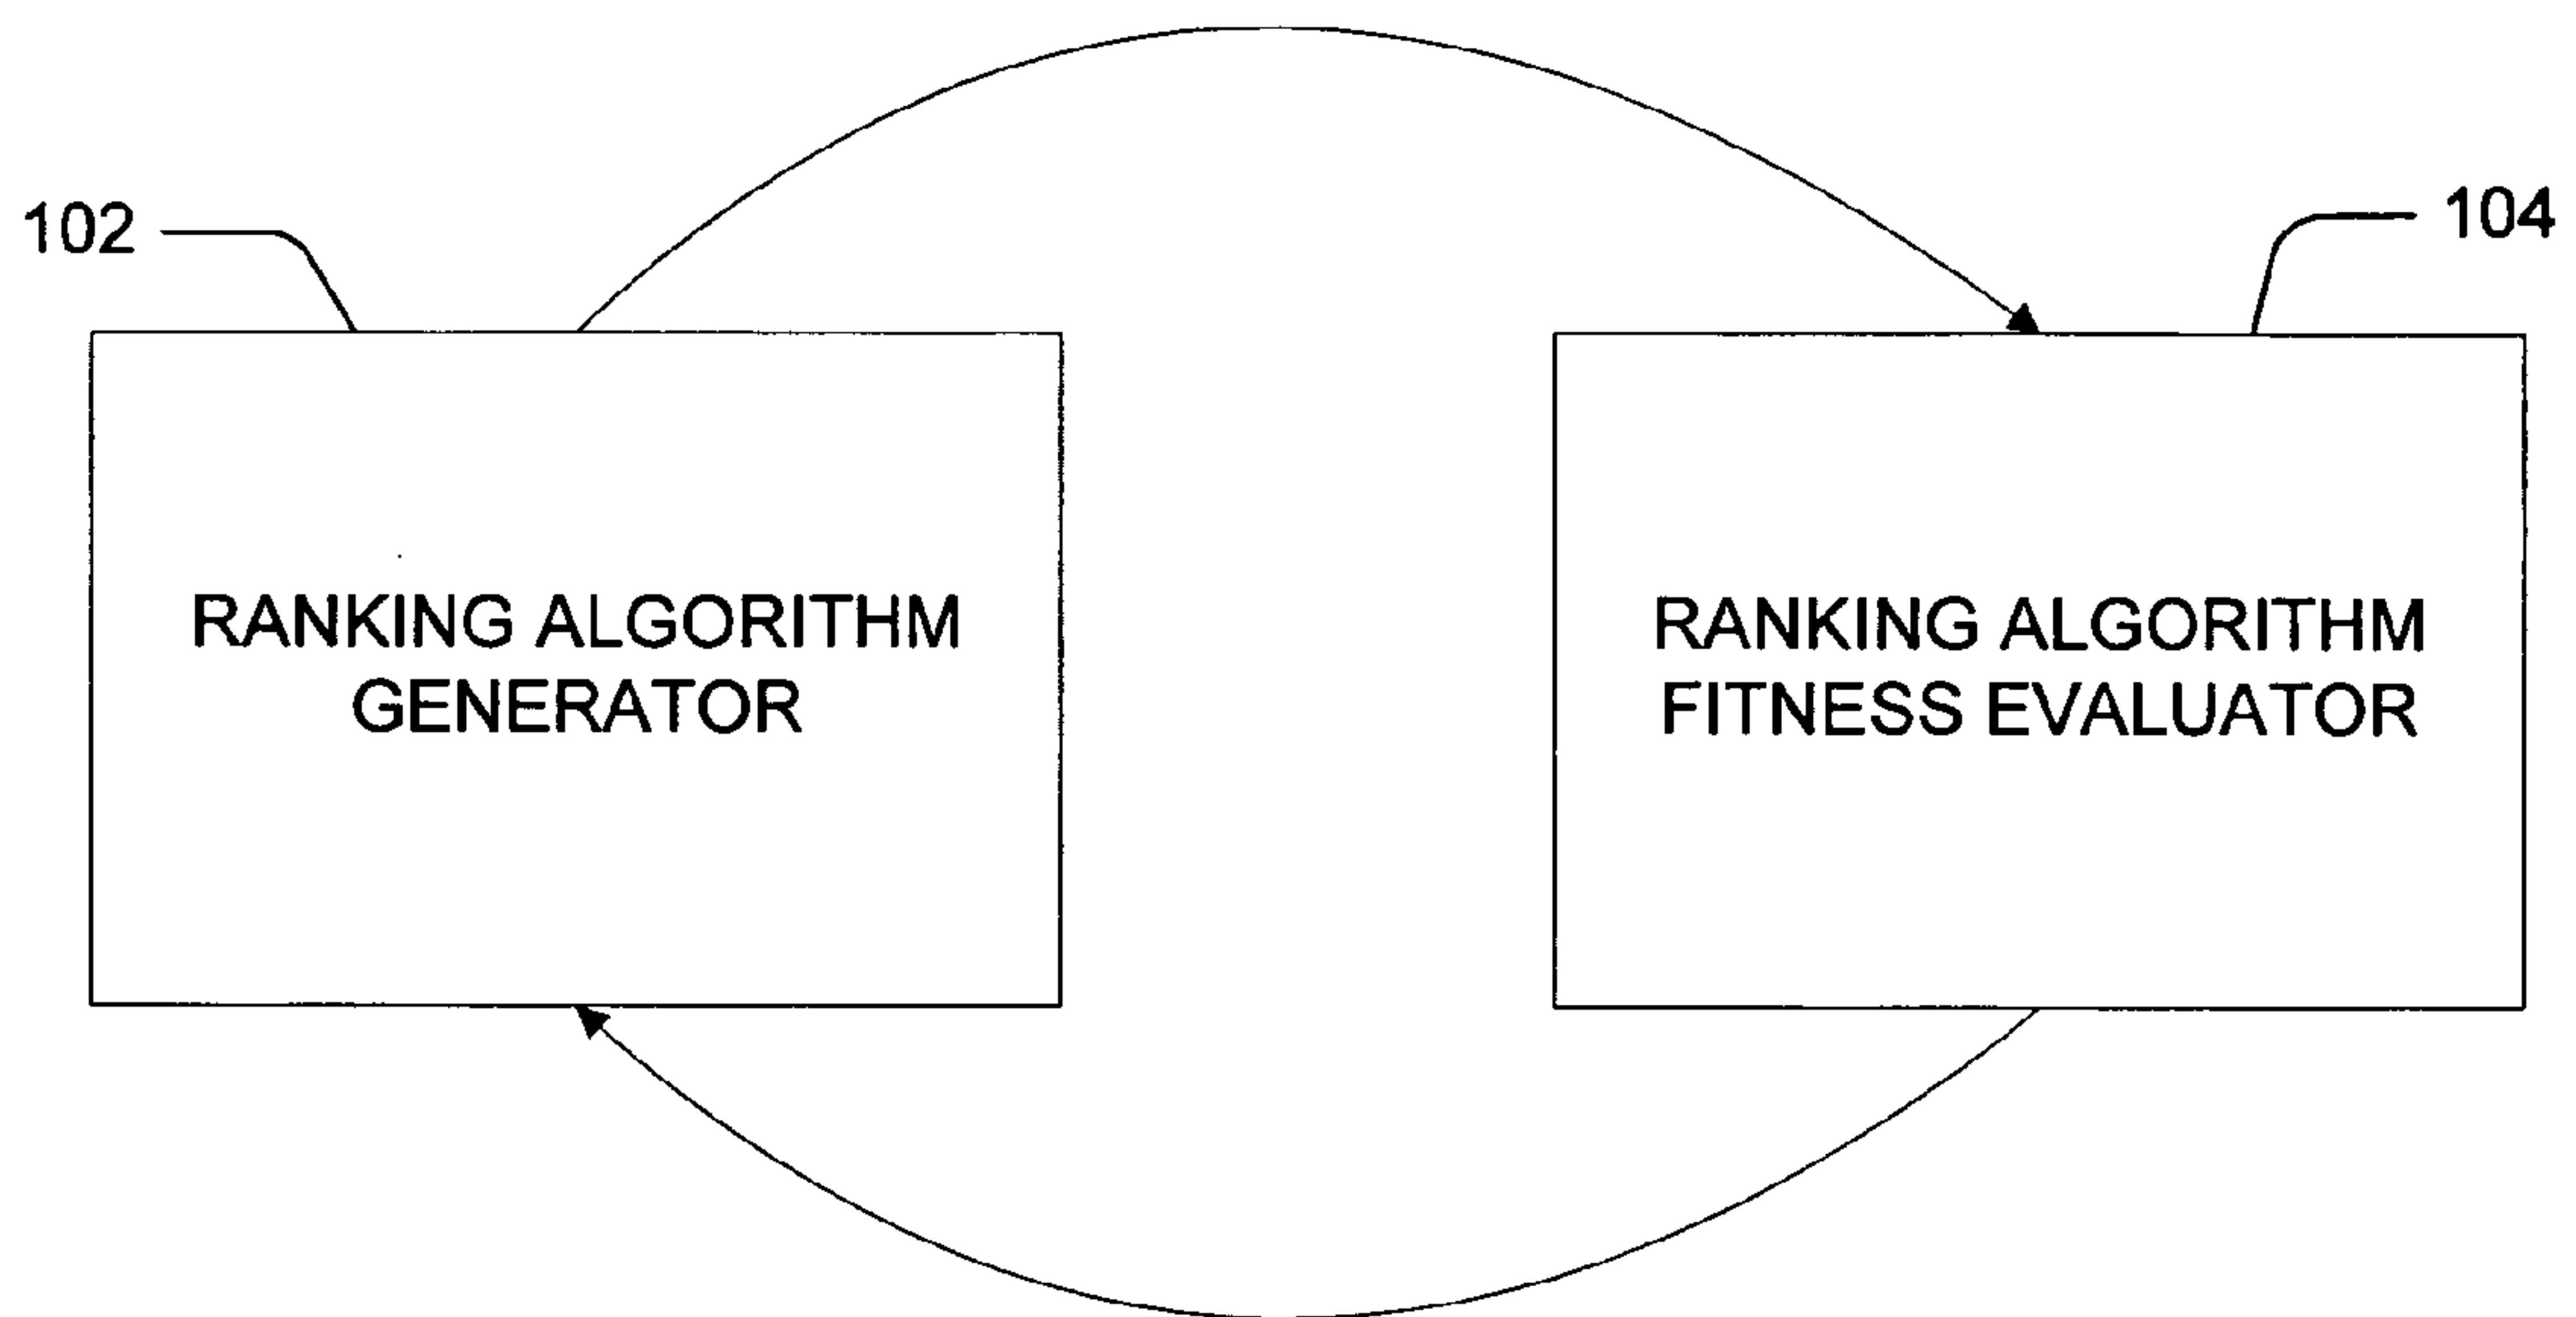 102
104
RANKING ALGORITHM
GENERATOR
RANKING ALGORITHM
FITNESS EVALUATOR